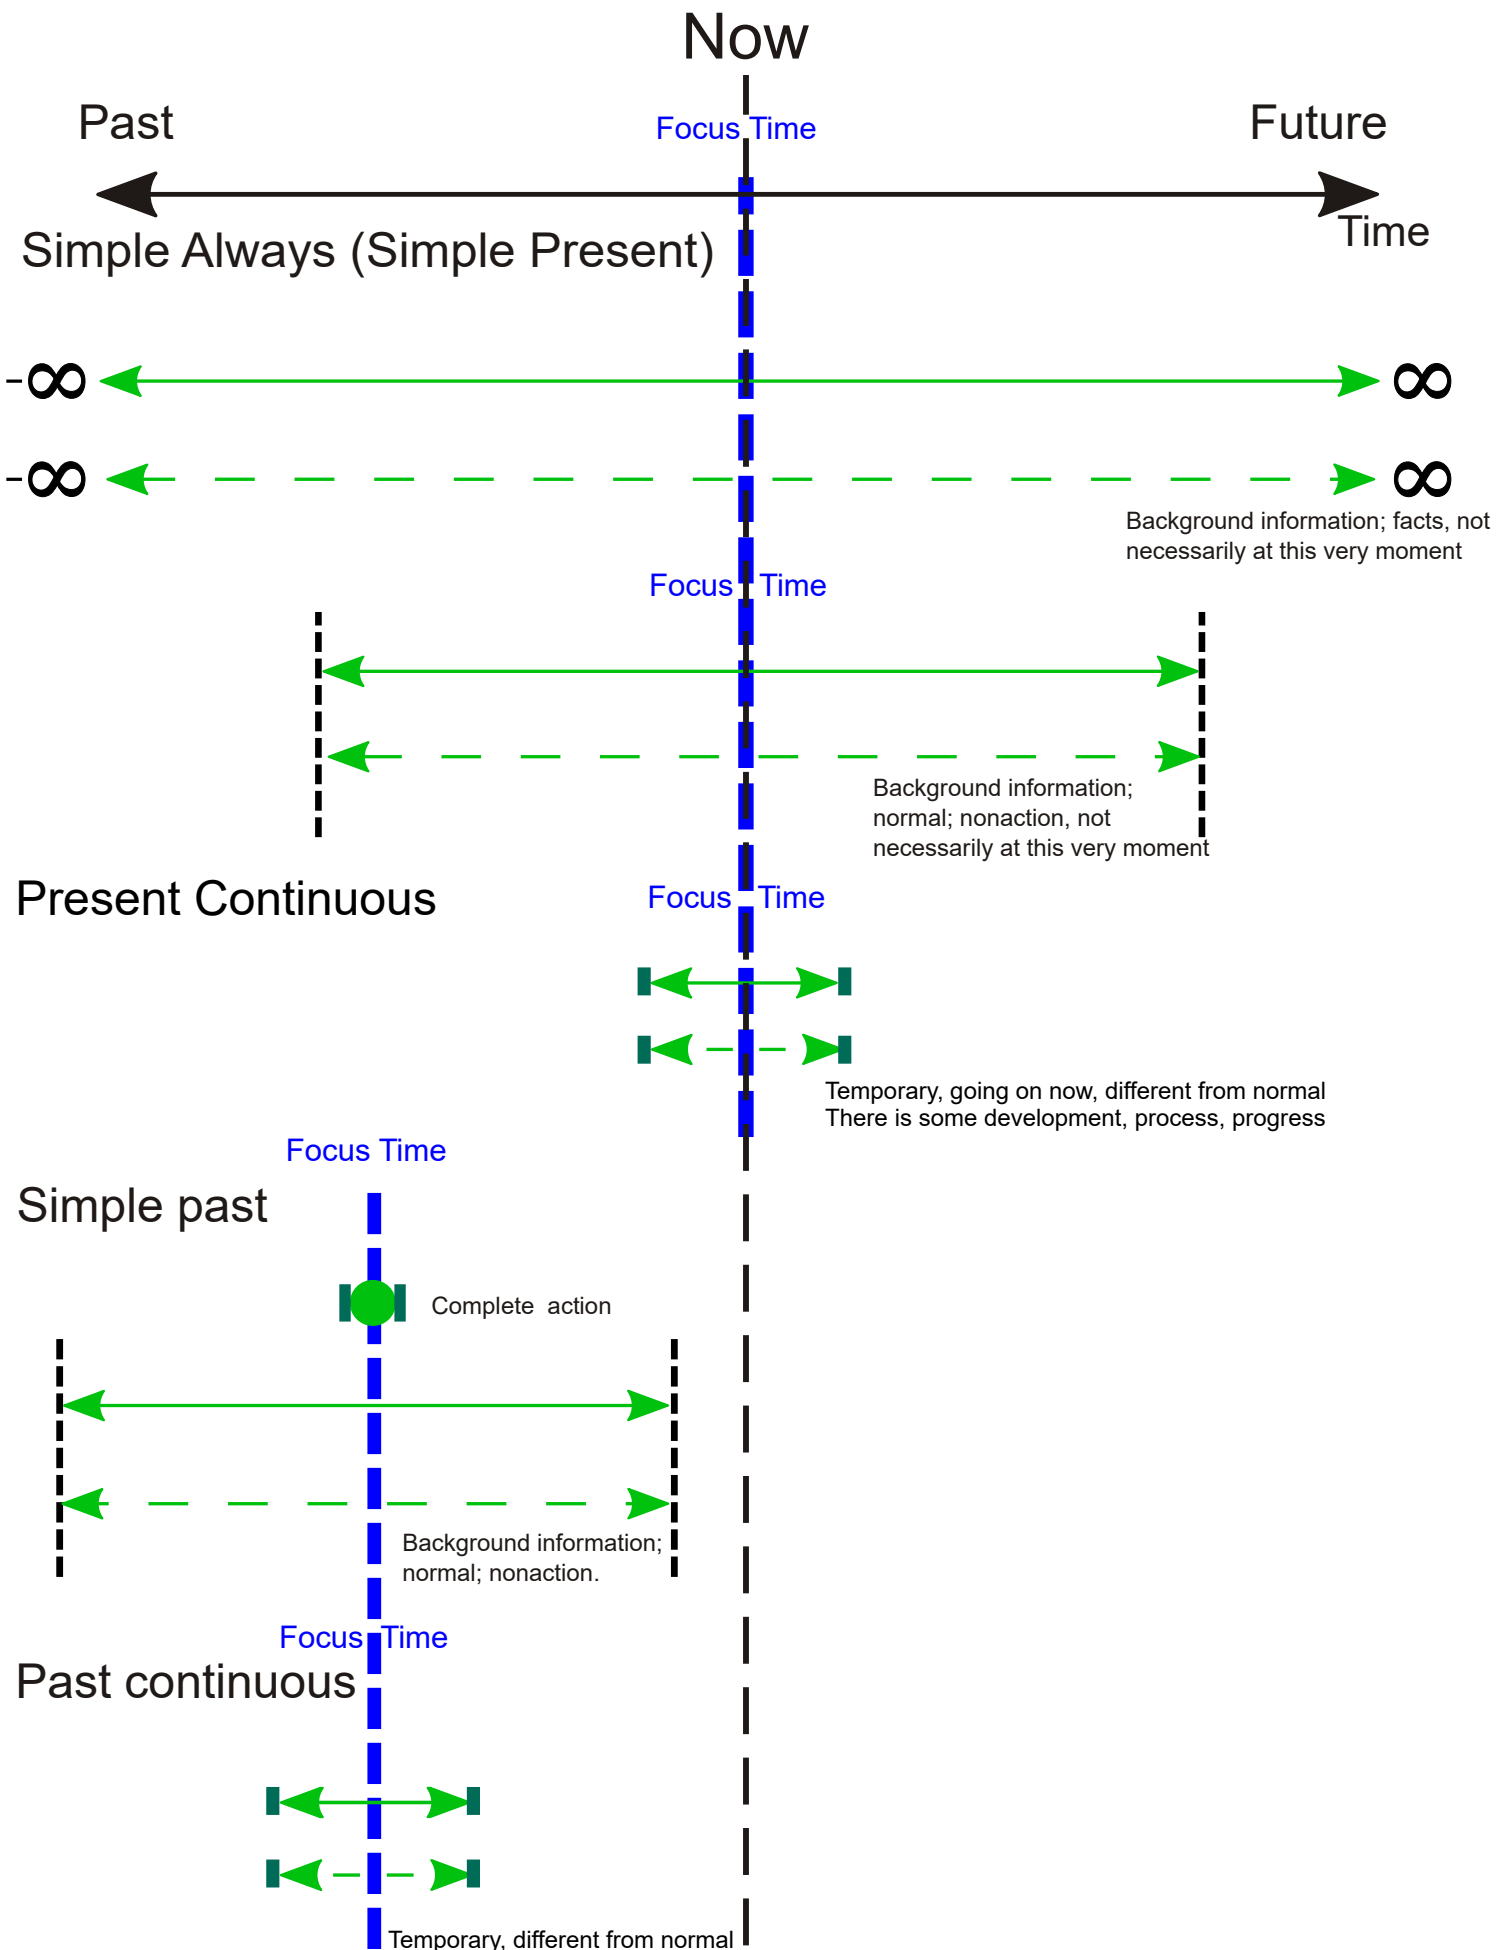 Now
Past
Focus Time
Future
Time
Simple Always (Simple Present)
-∞
∞
-∞
∞
Background information; facts, not
necessarily at this very moment
Focus Time
Background information;
normal; nonaction, not
necessarily at this very moment
Present Continuous
Focus Time
Temporary, going on now, different from normal
There is some development, process, progress
Focus Time
Simple past
Complete action
Background information;
normal; nonaction.
Focus Time
Past continuous
Temporary, different from normal